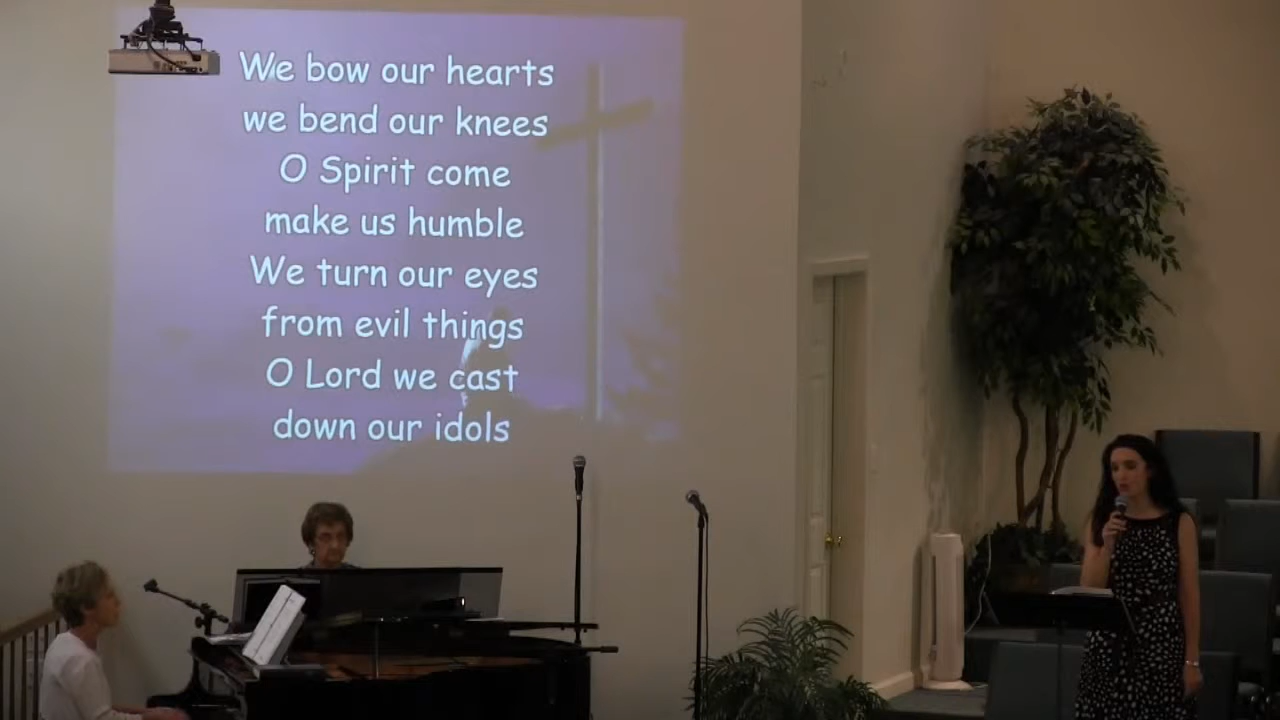 We bow our hearts
we bend our knees
O Spirit come
make us humble
We turn our eyes
from evil things
O Lord we cast
down our idols